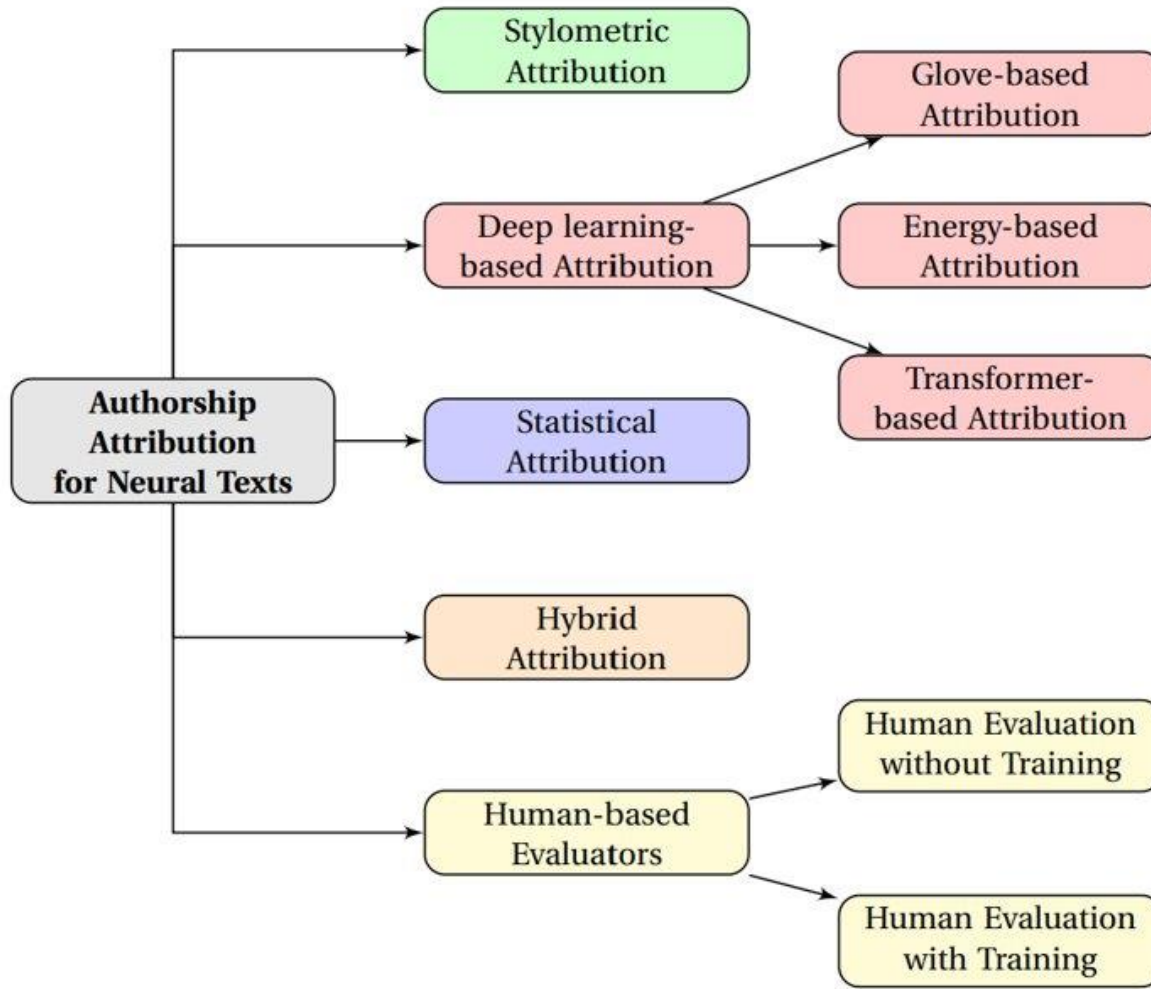 Stylometric
Attribution
Glove-based
Attribution
Deep learning-
based Attribution
Energy-based
Attribution
Transformer-
based Attribution
Authorship
Attribution
for Neural Texts
Statistical
Attribution
Hybrid
Attribution
Human Evaluation
without Training
Human-based
Evaluators
Human Evaluation
with Training